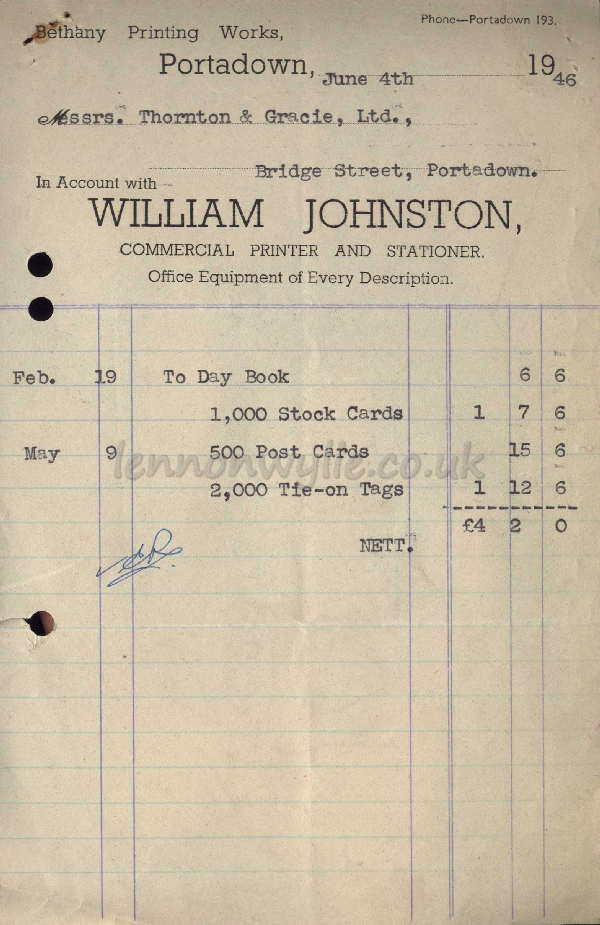 Phone—Portadown 193.
Bethany Printing Works,
Portadown, June 4th 1946
Messrs. Thornton & Gracie, Ltd.,
Bridge Street, Portadown.
In Account with
WILLIAM JOHNSTON,
COMMERCIAL PRINTER AND STATIONER.
Office Equipment of Every Description.
Feb. 19 To Day Book 6 6
1,000 Stock Cards 1 7 6
May 9 500 Post Cards 15 6
lennonwylie.co.uk
2,000 Tie-on Tags 1 12 6
£4 2 0
NETT.